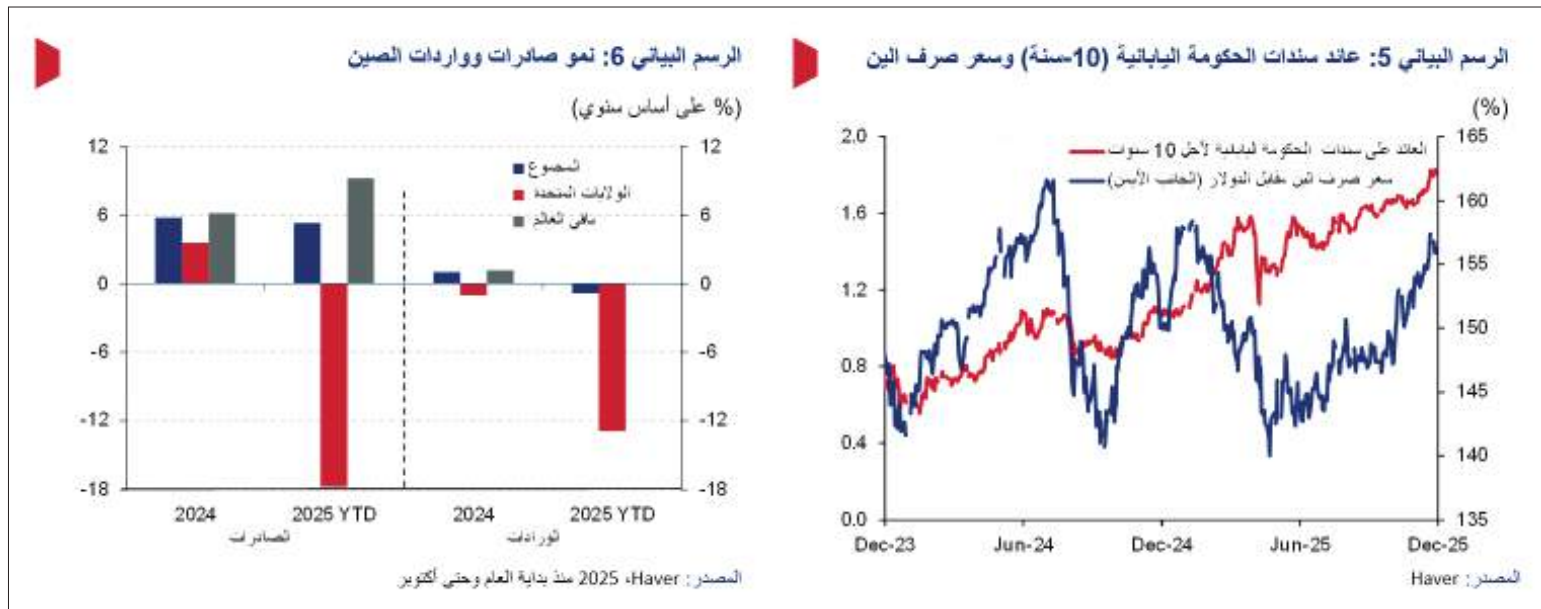 الرسم البياني 5: عائد سندات الحكومة اليابانية (10-سنة) وسعر صرف الين
(%)
العائد على سندات الحكومة اليابانية لأجل 10 سنوات
سعر صرف الين مقابل الدولار (الجانب الأيمن)
2.0
1.6
1.2
0.8
0.4
0.0
165
160
155
150
145
140
135
Dec-23
Jun-24
Dec-24
Jun-25
Dec-25
المصدر: Haver
الرسم البياني 6: نمو صادرات وواردات الصين
(% على أساس سنوي)
المجموع
الولايات المتحدة
باقي العالم
12
6
0
-6
-12
-18
12
6
0
-6
-12
-18
2024
2025 YTD
2024
2025 YTD
الصادرات
الواردات
المصدر: Haver، 2025 منذ بداية العام وحتى أكتوبر